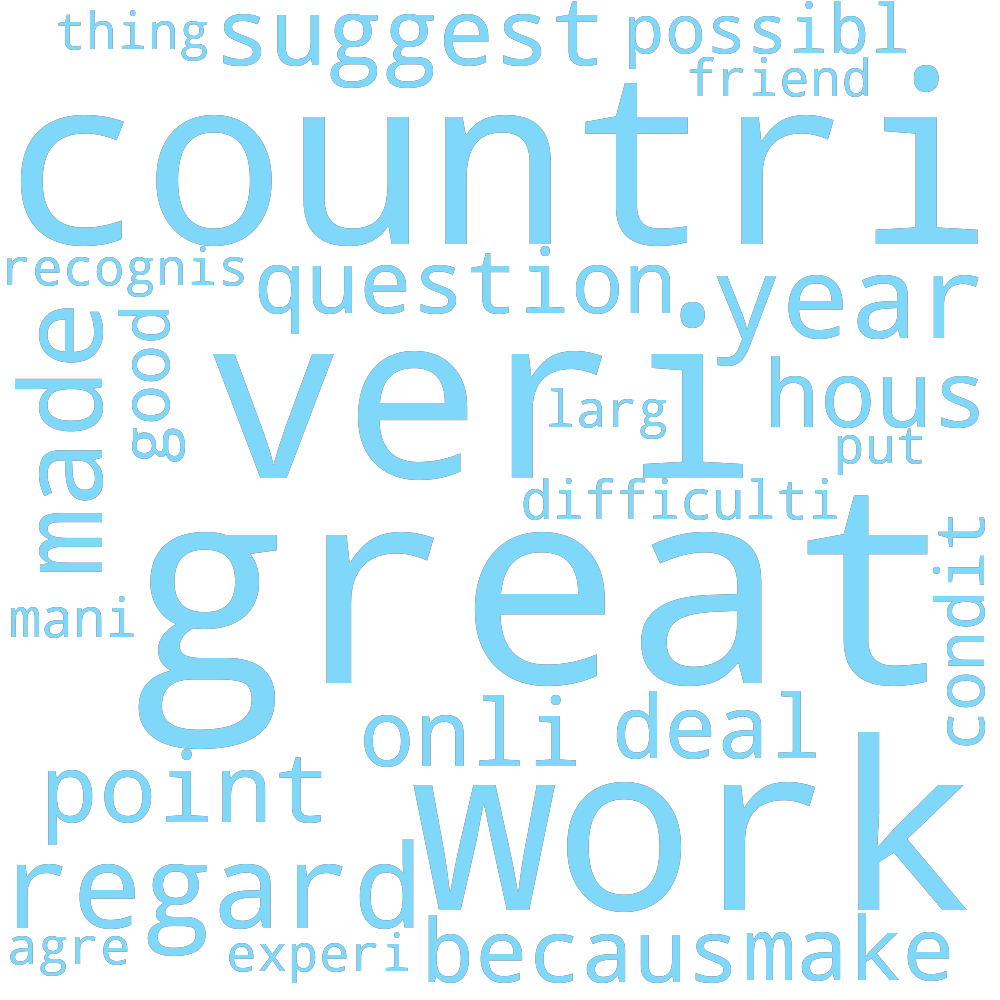 thing suggest possibl
friend
countri
recognis question year
made good veri larg hous
put
difficulti
great condit
mani
onli deal
point work
regard
agre experi becaus make